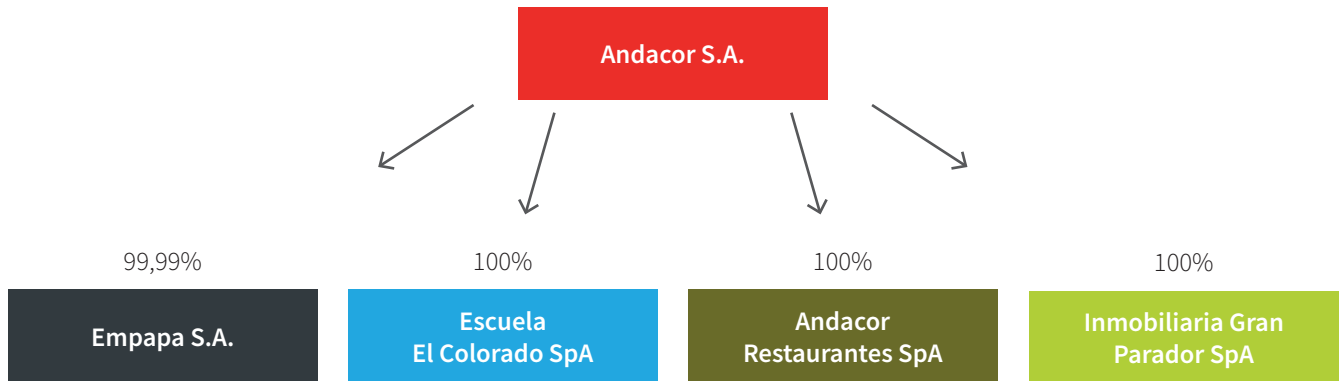 Andacor S.A.
99,99%
100%
100%
100%
Empapa S.A.
Escuela
El Colorado SpA
Andacor
Restaurantes SpA
Inmobiliaria Gran
Parador SpA